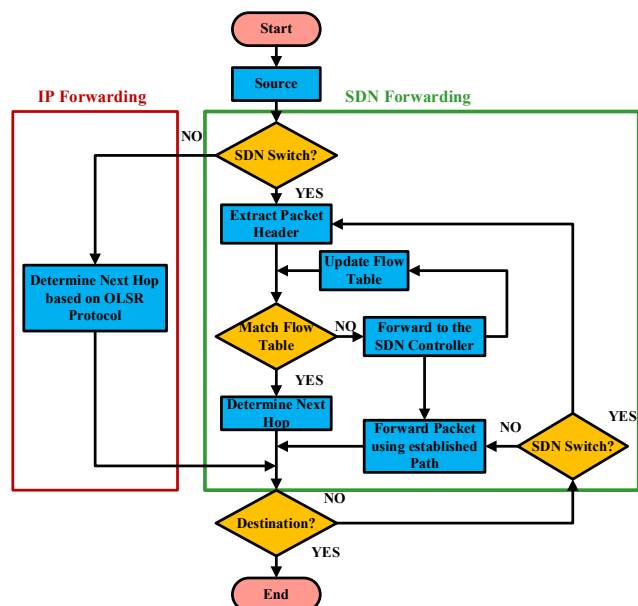 Start
Source
IP Forwarding
SDN Forwarding
NO
SDN Switch?
YES
Extract Packet
Header
Update Flow
Table
Determine Next Hop
based on OLSR
Protocol
Match Flow
Table
NO
Forward to the
SDN Controller
YES
Determine Next
Hop
Forward Packet
using established
Path
NO
SDN Switch?
YES
NO
Destination?
YES
End